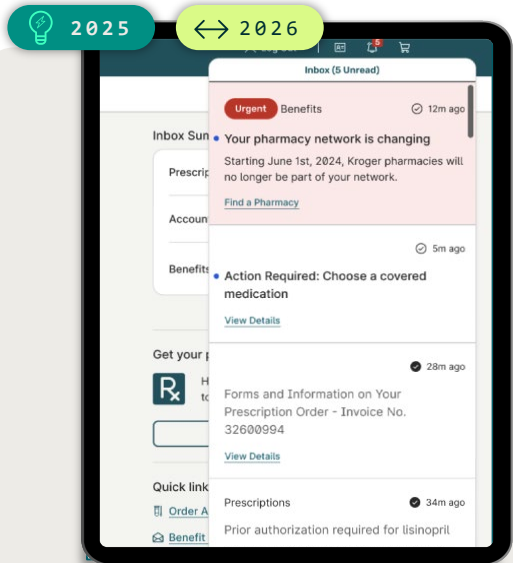 2025
2026
5
Inbox (5 Unread)
Urgent
Benefits
12m ago
Your pharmacy network is changing
Starting June 1st, 2024, Kroger pharmacies will
no longer be part of your network.
Find a Pharmacy
5m ago
Action Required: Choose a covered
medication
View Details
28m ago
Forms and Information on Your
Prescription Order - Invoice No.
32600994
View Details
Prescriptions
34m ago
Prior authorization required for lisinopril
Inbox
Benefits
Get your
Rx
Quick link
Order
Benefit